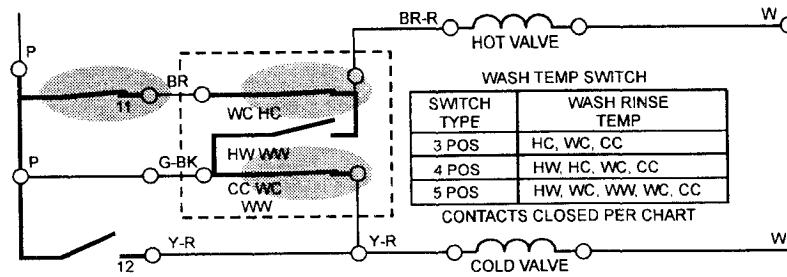 BR-R
W
HOT VALVE
P
BR
11
WC HC
WASH TEMP SWITCH
SWITCH TYPE
WASH RINSE TEMP
3 POS
HC, WC, CC
4 POS
HW, HC, WC, CC
5 POS
HW, WC, WW, WC, CC
CONTACTS CLOSED PER CHART
HW WW
P
G-BK
CC WC
WW
12
Y-R
Y-R
W
COLD VALVE